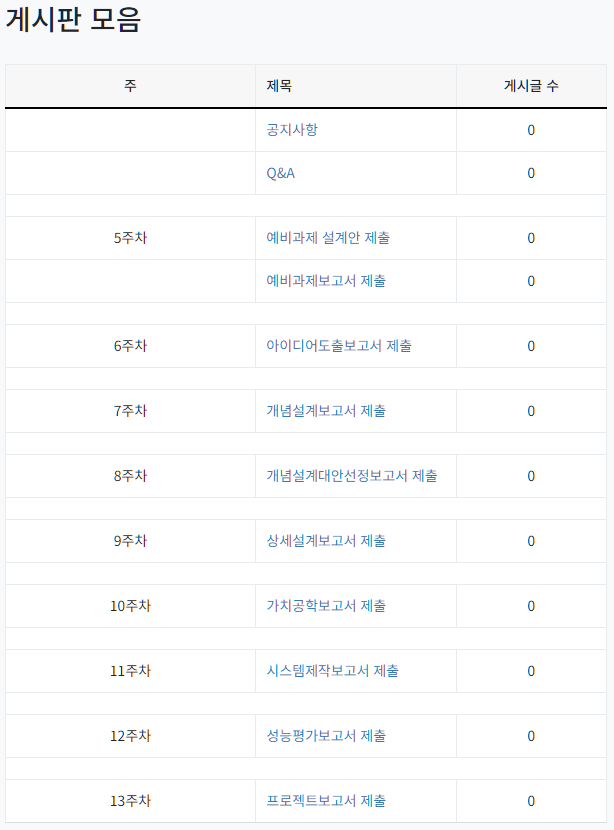 게시판 모음
주 제목 게시글 수
공지사항 0
Q&A 0
5주차 예비과제 설계안 제출 0
예비과제보고서 제출 0
6주차 아이디어도출보고서 제출 0
7주차 개념설계보고서 제출 0
8주차 개념설계대안선정보고서 제출 0
9주차 상세설계보고서 제출 0
10주차 가치공학보고서 제출 0
11주차 시스템제작보고서 제출 0
12주차 성능평가보고서 제출 0
13주차 프로젝트보고서 제출 0